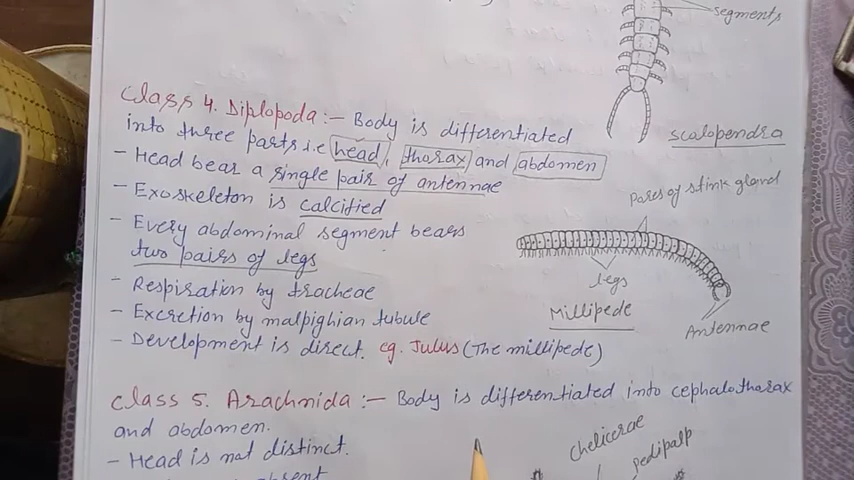 segments
Class 4. Diplopoda :- Body is differentiated
into three parts i.e head, thorax and abdomen
- Head bear a single pair of antennae
- Exoskeleton is calcified
- Every abdominal segment bears
two pairs of legs
- Respiration by tracheae
- Excretion by malpighian tubule
- Development is direct. eg. Julus (The millipede)
scolopendra
Pores of stink gland
legs
Millipede
Antennae
Class 5. Arachnida :- Body is differentiated into cephalothorax
and abdomen.
- Head is not distinct.
chelicerae
pedipalp
absent